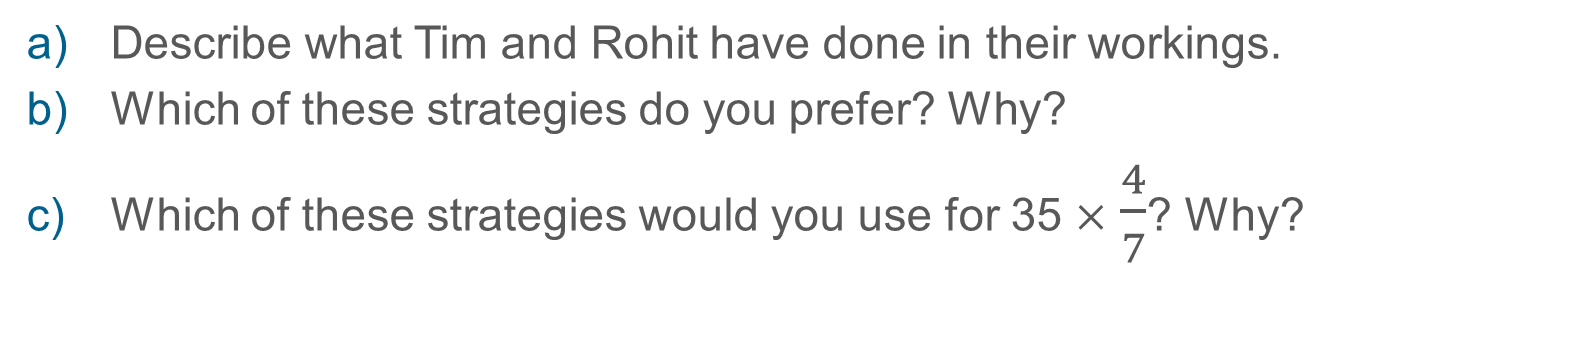 a) Describe what Tim and Rohit have done in their workings.
b) Which of these strategies do you prefer? Why?
c) Which of these strategies would you use for 35 × 4/7? Why?